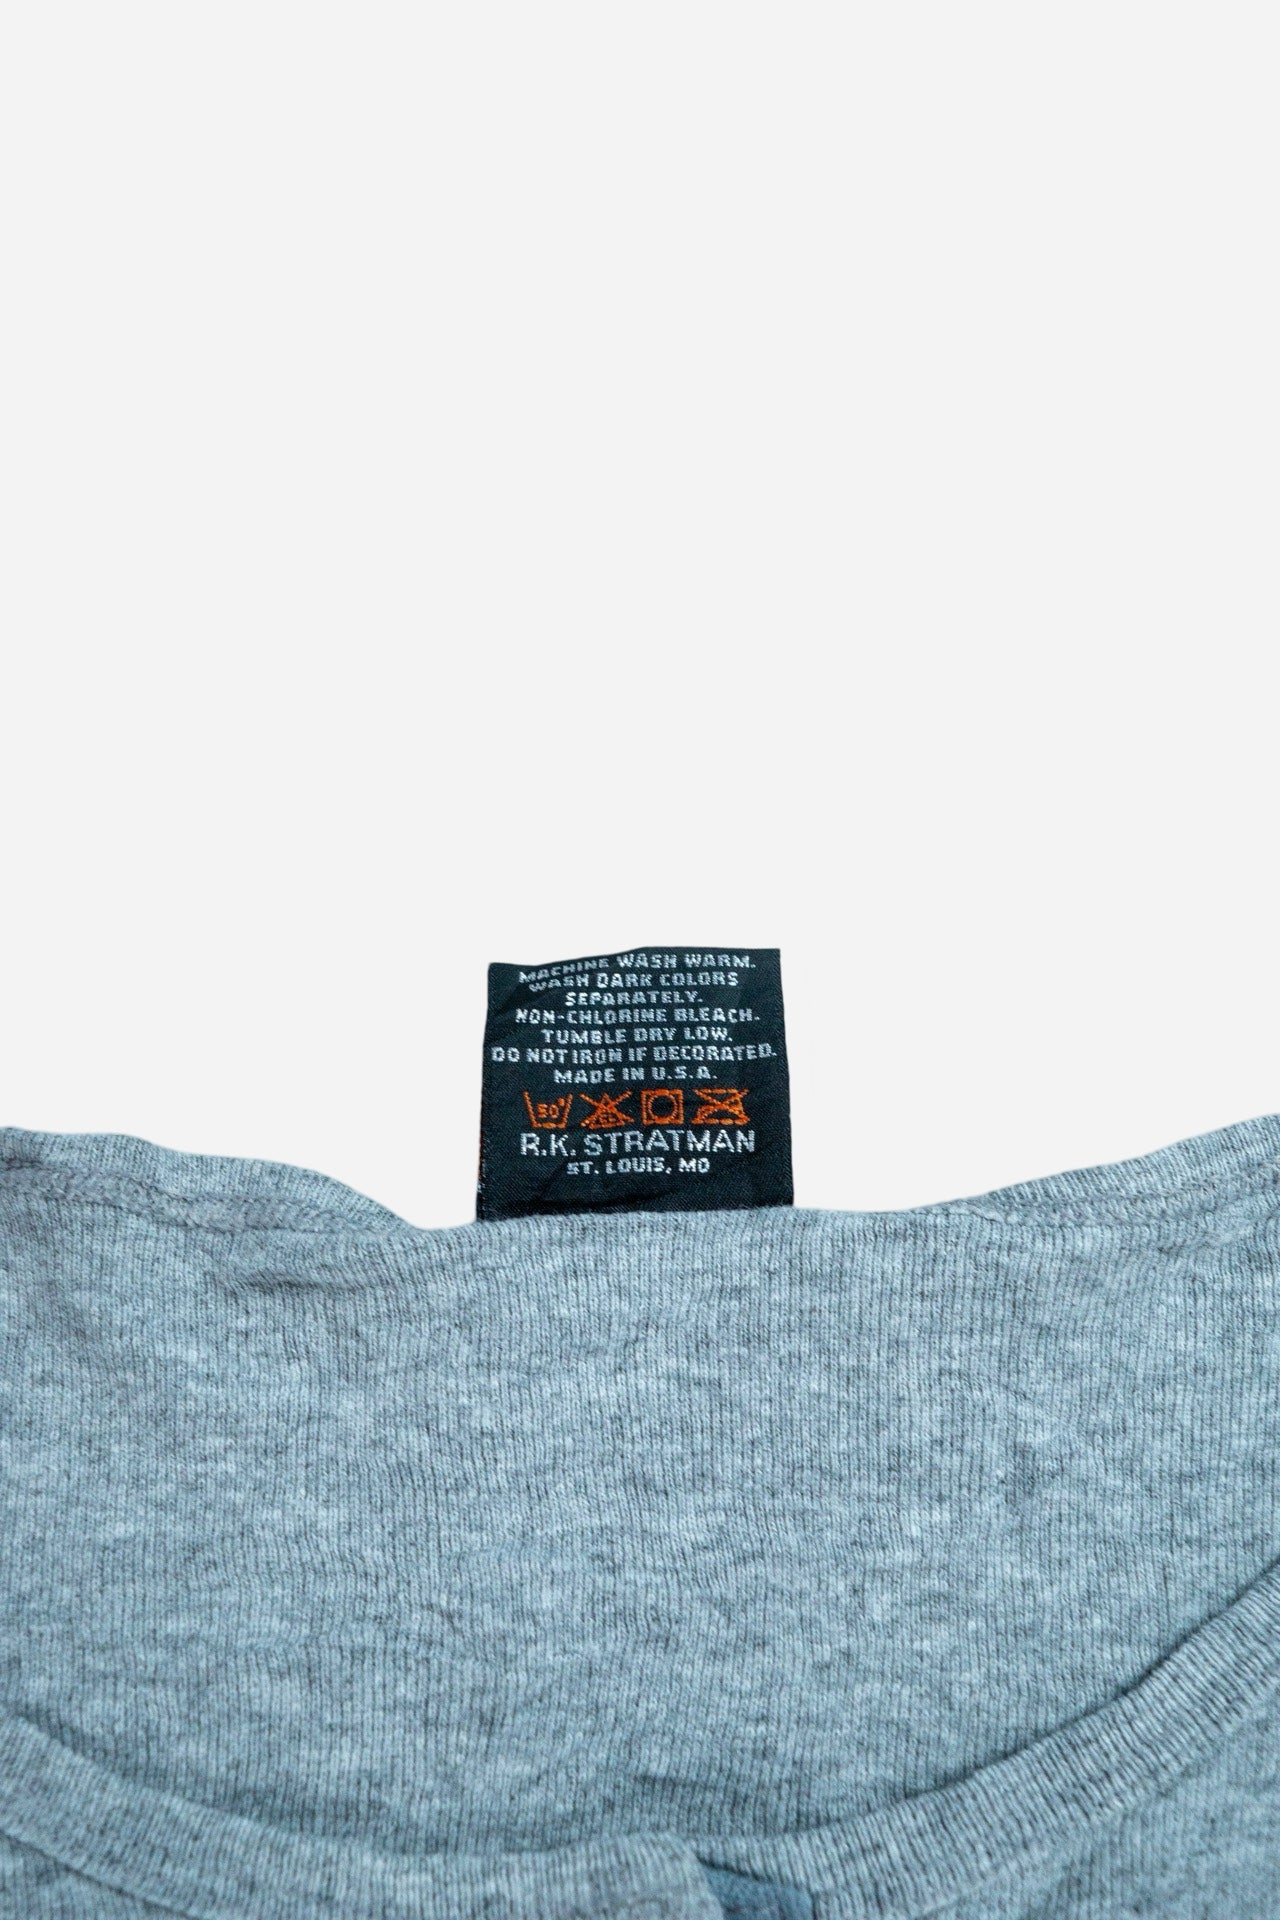 MACHINE WASH WARM.
WASH DARK COLORS
SEPARATELY.
NON-CHLORINE BLEACH.
TUMBLE DRY LOW.
DO NOT IRON IF DECORATED.
MADE IN U.S.A.
50°
R.K. STRATMAN
ST. LOUIS, MO